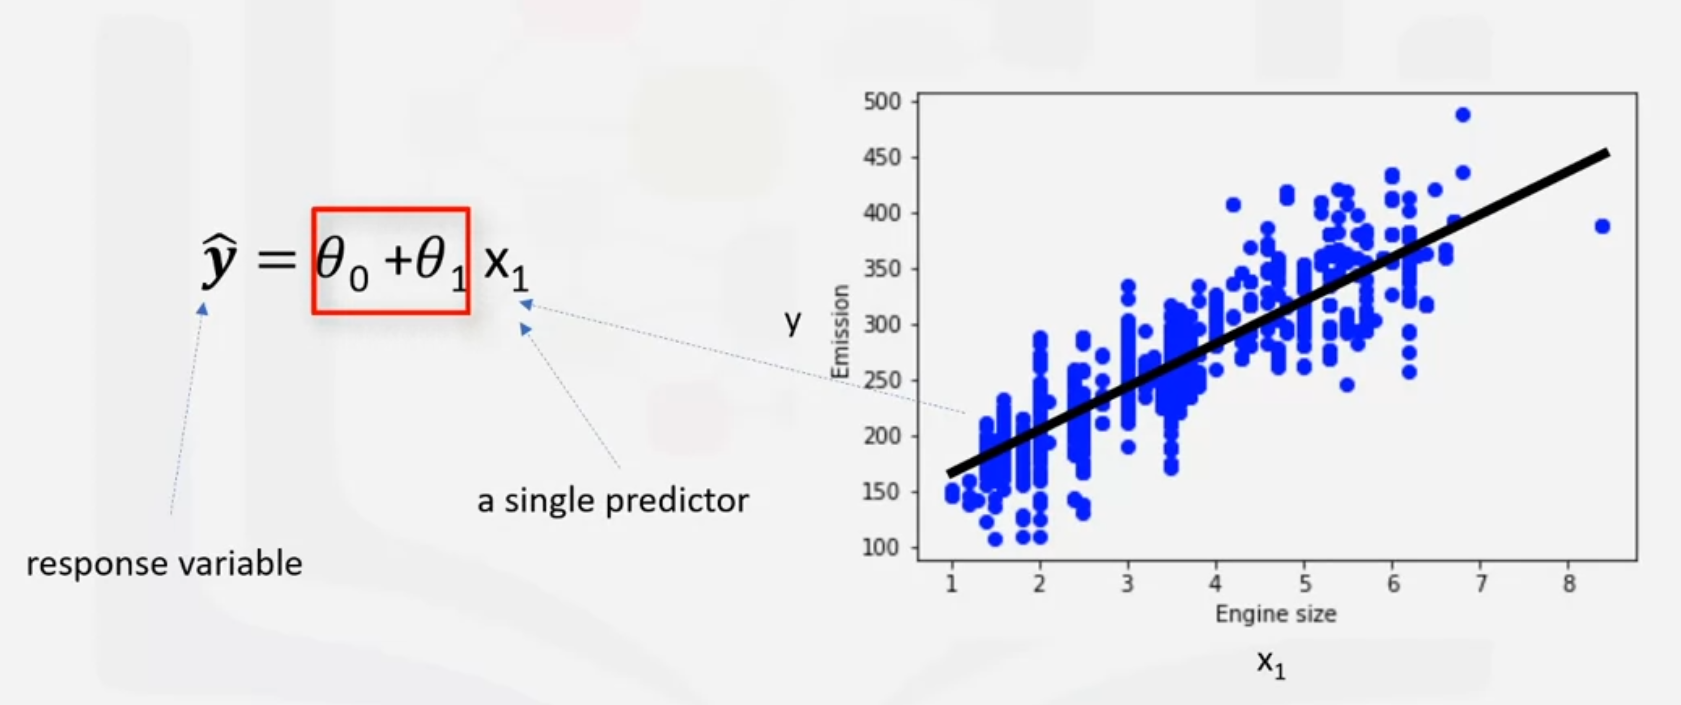 ŷ = θ0 +θ1 x1
a single predictor
response variable
y
Emission
500
450
400
350
300
250
200
150
100
1 2 3 4 5 6 7 8
Engine size
x1